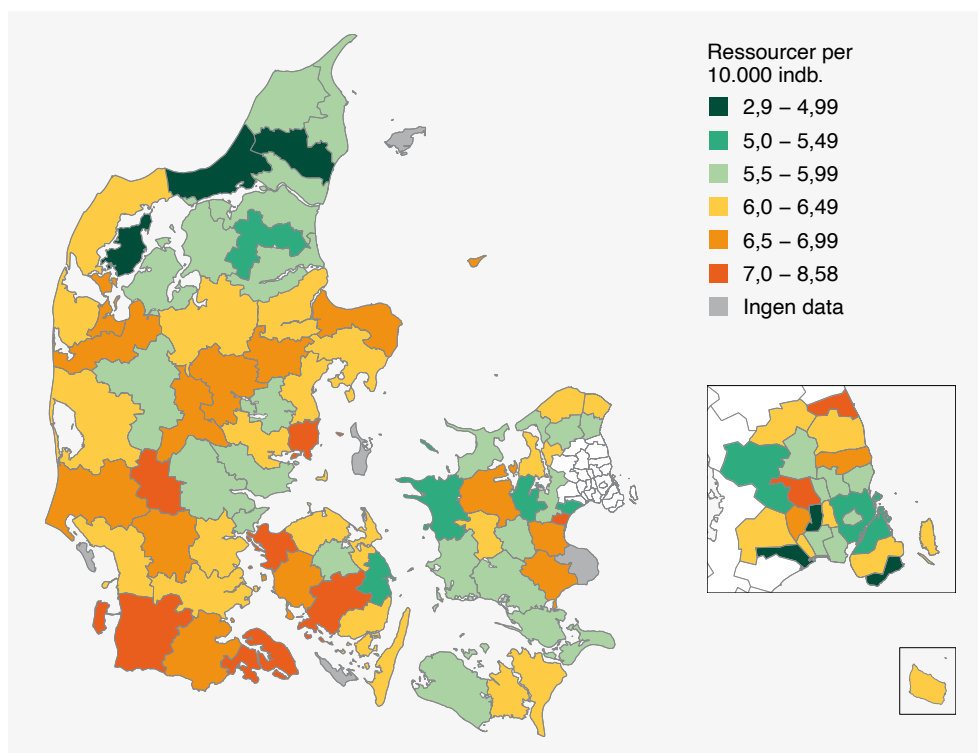 Ressourcer per
10.000 indb.
2,9 – 4,99
5,0 – 5,49
5,5 – 5,99
6,0 – 6,49
6,5 – 6,99
7,0 – 8,58
Ingen data